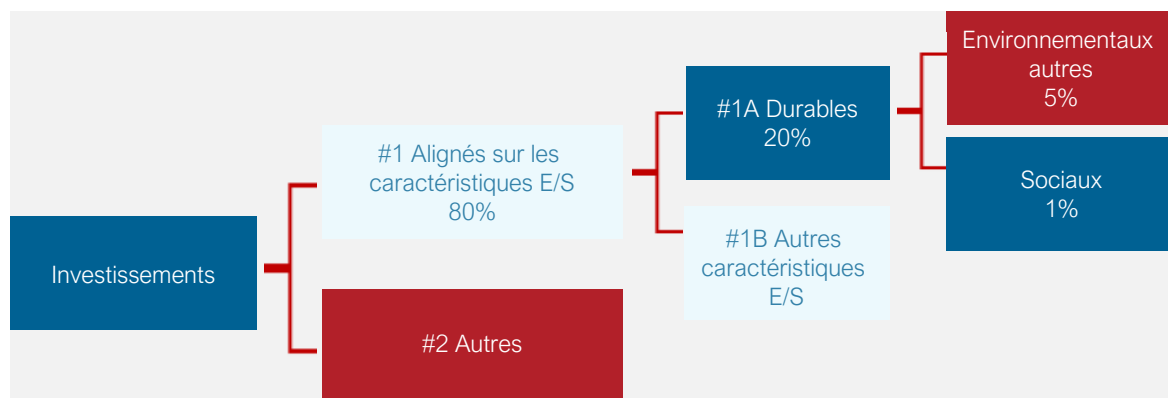 Investissements
#1 Alignés sur les
caractéristiques E/S
80%
#2 Autres
#1A Durables
20%
#1B Autres
caractéristiques
E/S
Environnementaux
autres
5%
Sociaux
1%